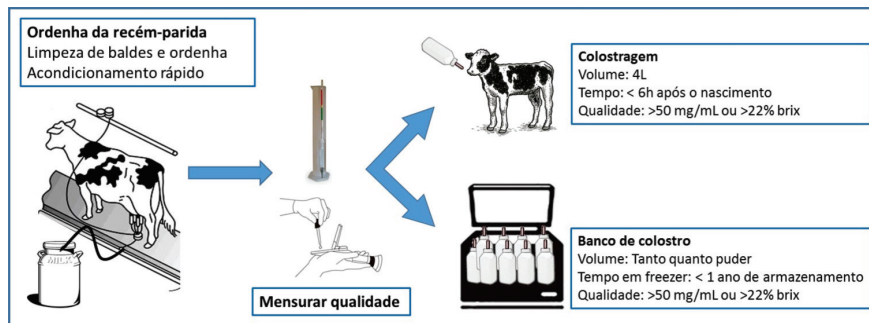 Ordenha da recém-parida
Limpeza de baldes e ordenha
Acondicionamento rápido
MILK
Mensurar qualidade
Colostragem
Volume: 4L
Tempo: < 6h após o nascimento
Qualidade: >50 mg/mL ou >22% brix
Banco de colostro
Volume: Tanto quanto puder
Tempo em freezer: < 1 ano de armazenamento
Qualidade: >50 mg/mL ou >22% brix